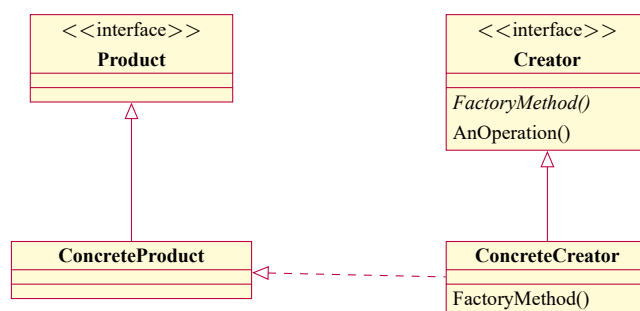 <<interface>>
Product
<<interface>>
Creator
FactoryMethod()
AnOperation()
ConcreteProduct
ConcreteCreator
FactoryMethod()